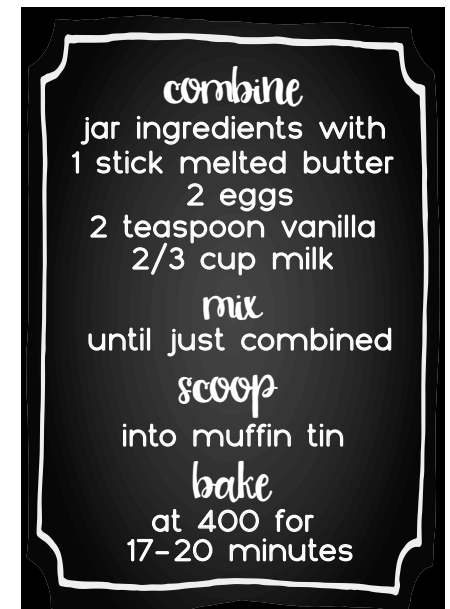 combine
jar ingredients with
1 stick melted butter
2 eggs
2 teaspoon vanilla
2/3 cup milk
mix
until just combined
scoop
into muffin tin
bake
at 400 for
17-20 minutes